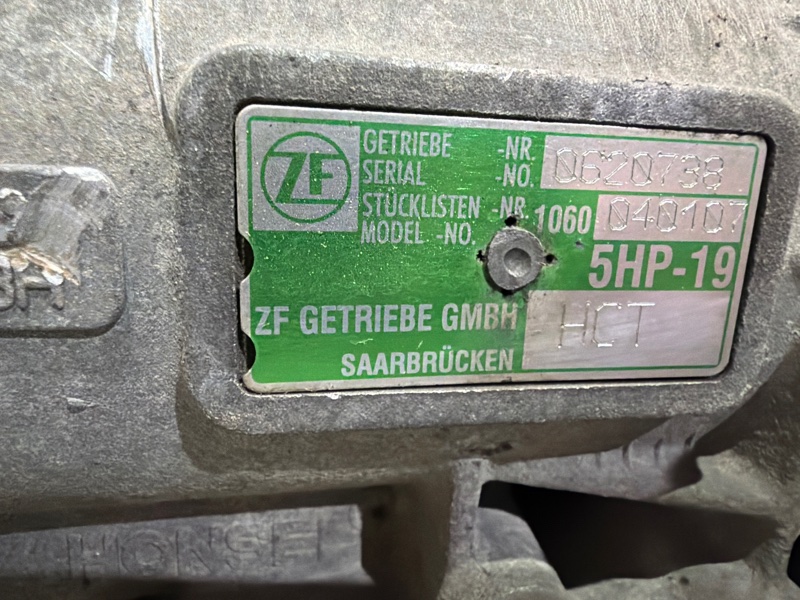 ZF
GETRIEBE -NR.
SERIAL -NO. 0620738
STÜCKLISTEN -NR. 1060 040107
MODEL -NO.
5HP-19
ZF GETRIEBE GMBH HCT
SAARBRÜCKEN
HONSEL